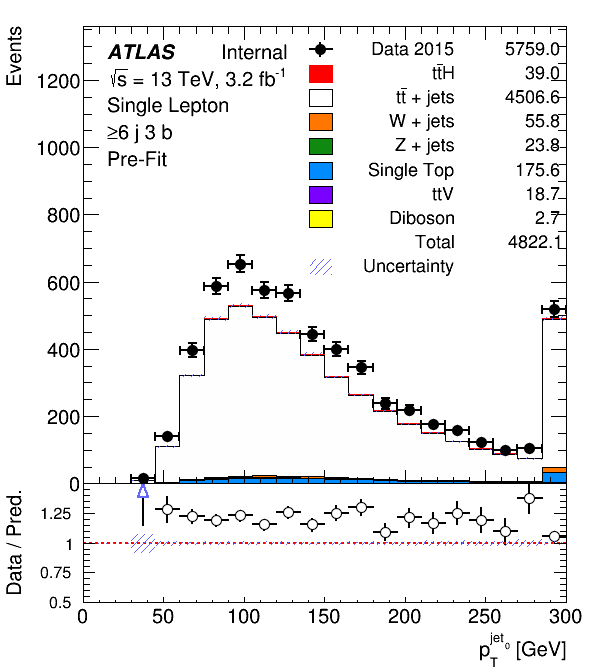 ATLAS Internal
√s = 13 TeV, 3.2 fb⁻¹
Single Lepton
≥6 j 3 b
Pre-Fit
Data 2015 5759.0
tt̄H 39.0
tt̄ + jets 4506.6
W + jets 55.8
Z + jets 23.8
Single Top 175.6
ttV 18.7
Diboson 2.7
Total 4822.1
Uncertainty
Events
1200
1000
800
600
400
200
0
Data / Pred.
1.25
1
0.75
0.5
0 50 100 150 200 250 300
p_T^{jet_0} [GeV]